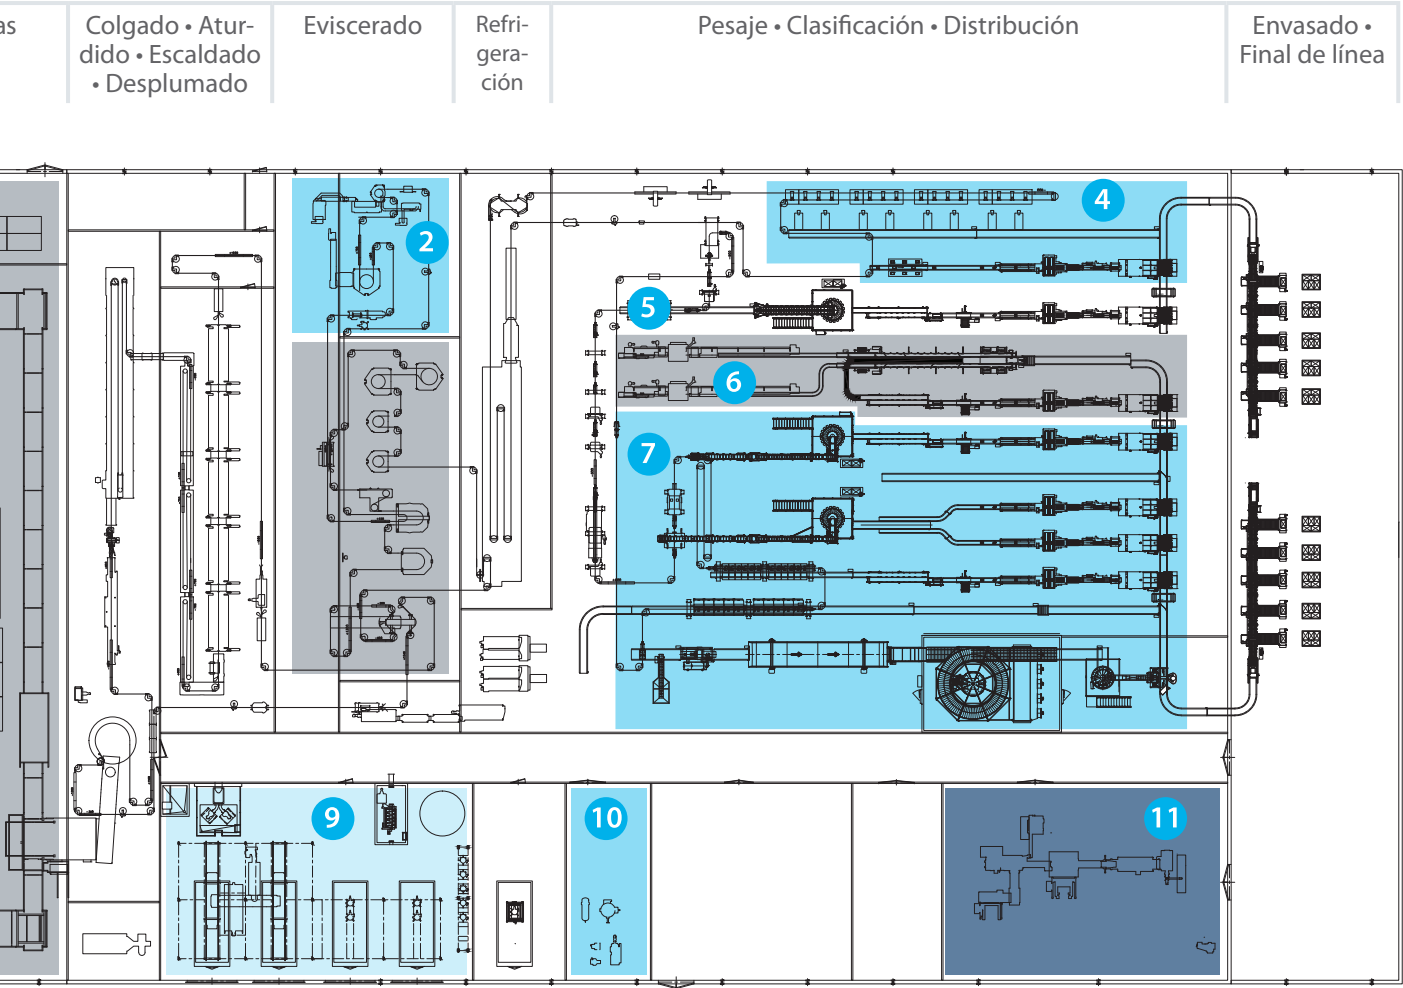 as
Colgado • Atur-
dido • Escaldado
• Desplumado
Eviscerado
Refri-
gera-
ción
Pesaje • Clasificación • Distribución
Envasado •
Final de línea
4
2
5
6
7
9
10
11